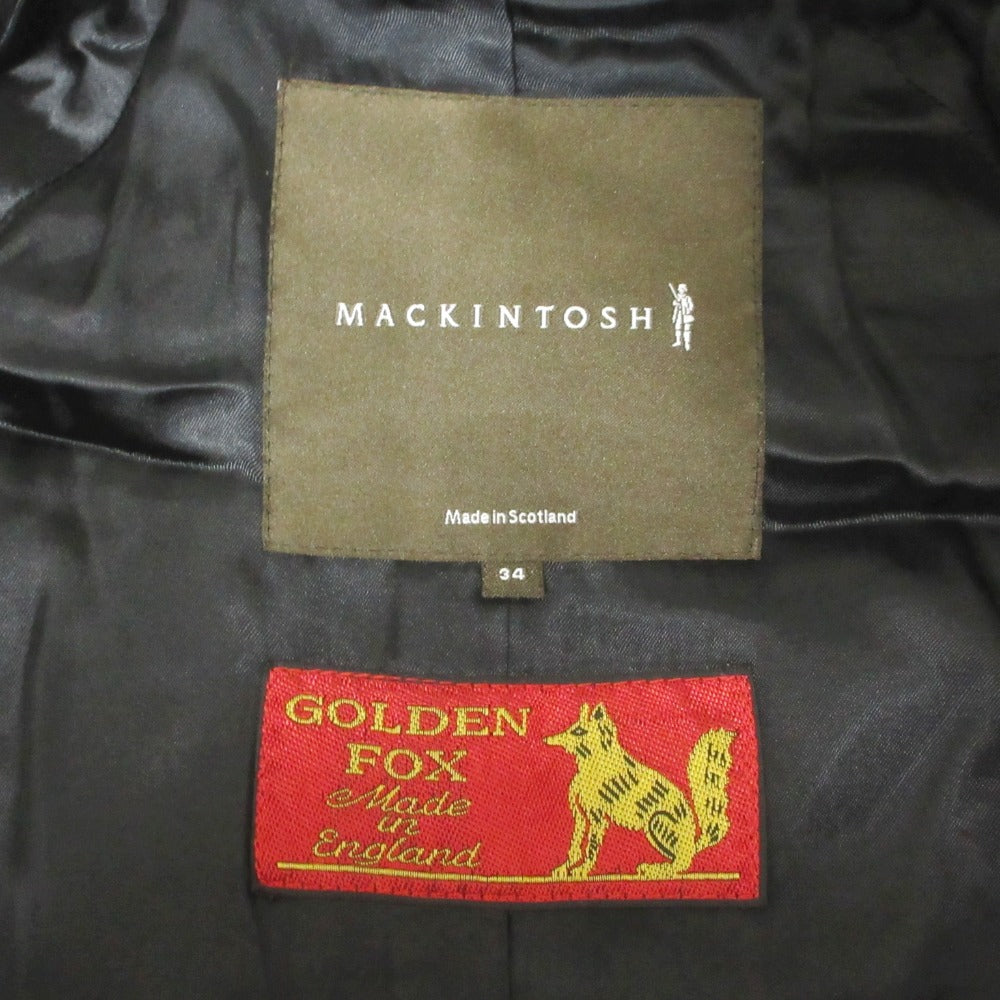 MACKINTOSH
Made in Scotland
34
GOLDEN
FOX
Made
in
England